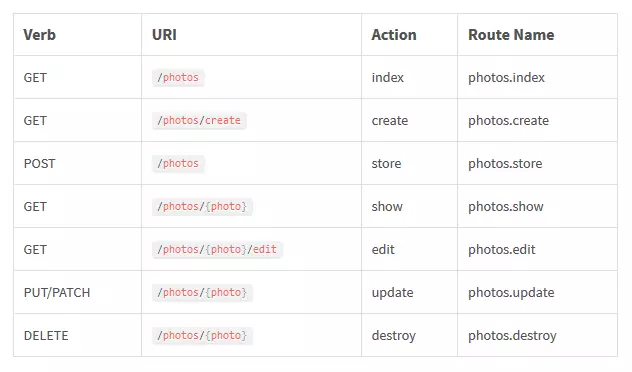 Verb URI Action Route Name
GET /photos index photos.index
GET /photos/create create photos.create
POST /photos store photos.store
GET /photos/{photo} show photos.show
GET /photos/{photo}/edit edit photos.edit
PUT/PATCH /photos/{photo} update photos.update
DELETE /photos/{photo} destroy photos.destroy